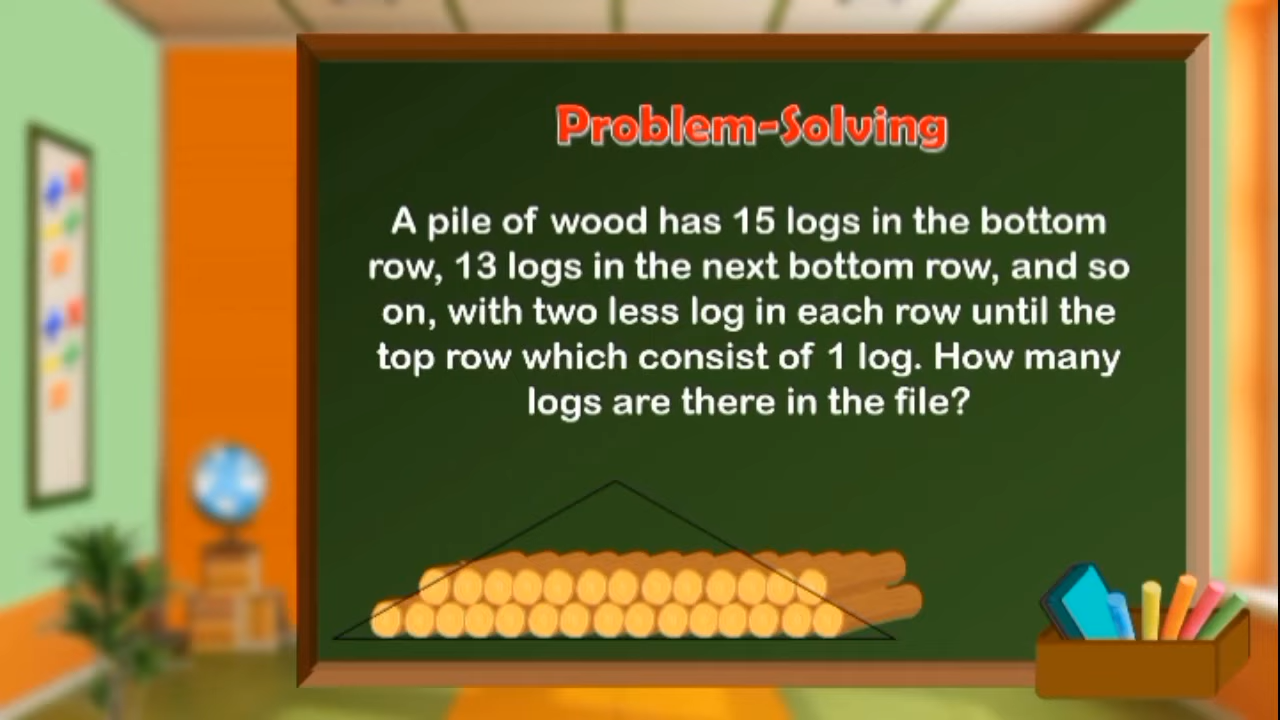 Problem-Solving
A pile of wood has 15 logs in the bottom
row, 13 logs in the next bottom row, and so
on, with two less log in each row until the
top row which consist of 1 log. How many
logs are there in the file?